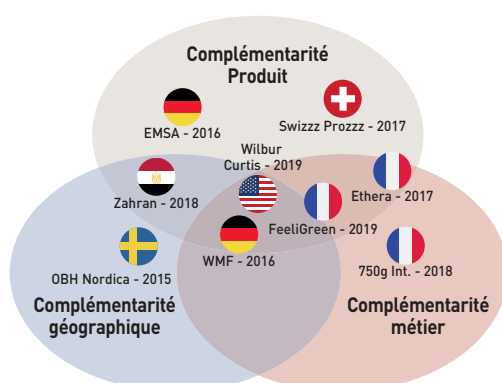 Complémentarité
Produit
EMSA - 2016
Swizzz Prozzz - 2017
Wilbur
Curtis - 2019
Zahran - 2018
Ethera - 2017
FeeliGreen - 2019
WMF - 2016
OBH Nordica - 2015
750g Int. - 2018
Complémentarité
géographique
Complémentarité
métier